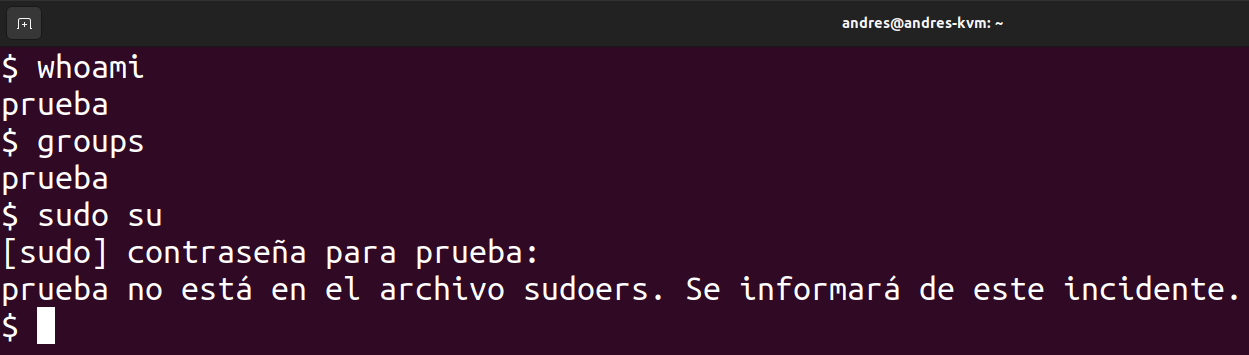 andres@andres-kvm: ~
$ whoami
prueba
$ groups
prueba
$ sudo su
[sudo] contraseña para prueba:
prueba no está en el archivo sudoers. Se informará de este incidente.
$